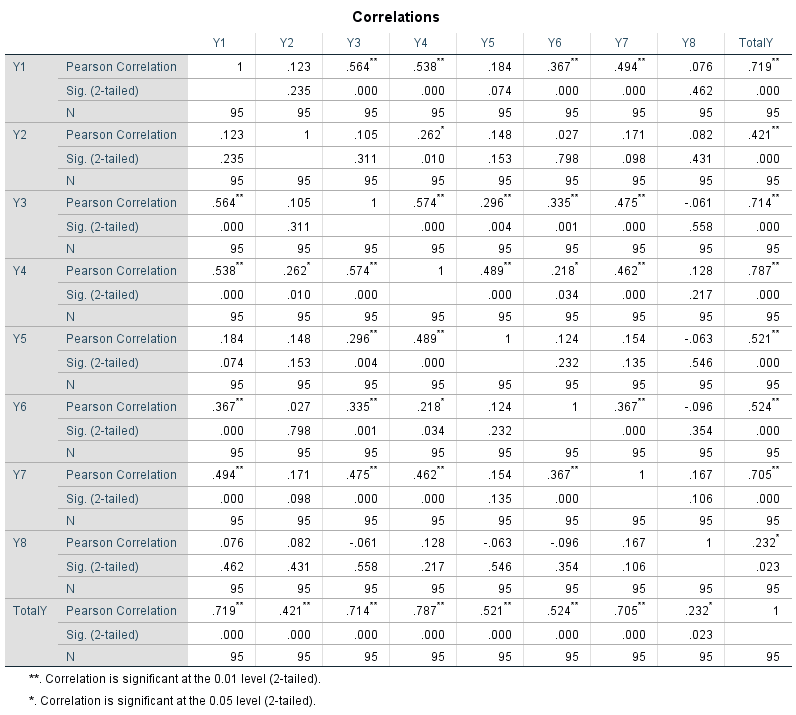 Correlations
Y1 Y2 Y3 Y4 Y5 Y6 Y7 Y8 TotalY
Y1 Pearson Correlation 1 .123 .564** .538** .184 .367** .494** .076 .719**
Sig. (2-tailed) .235 .000 .000 .074 .000 .000 .462 .000
N 95 95 95 95 95 95 95 95 95
Y2 Pearson Correlation .123 1 .105 .262* .148 .027 .171 .082 .421**
Sig. (2-tailed) .235 .311 .010 .153 .798 .098 .431 .000
N 95 95 95 95 95 95 95 95 95
Y3 Pearson Correlation .564** .105 1 .574** .296** .335** .475** -.061 .714**
Sig. (2-tailed) .000 .311 .000 .004 .001 .000 .558 .000
N 95 95 95 95 95 95 95 95 95
Y4 Pearson Correlation .538** .262* .574** 1 .489** .218* .462** .128 .787**
Sig. (2-tailed) .000 .010 .000 .000 .034 .000 .217 .000
N 95 95 95 95 95 95 95 95 95
Y5 Pearson Correlation .184 .148 .296** .489** 1 .124 .154 -.063 .521**
Sig. (2-tailed) .074 .153 .004 .000 .232 .135 .546 .000
N 95 95 95 95 95 95 95 95 95
Y6 Pearson Correlation .367** .027 .335** .218* .124 1 .367** -.096 .524**
Sig. (2-tailed) .000 .798 .001 .034 .232 .000 .354 .000
N 95 95 95 95 95 95 95 95 95
Y7 Pearson Correlation .494** .171 .475** .462** .154 .367** 1 .167 .705**
Sig. (2-tailed) .000 .098 .000 .000 .135 .000 .106 .000
N 95 95 95 95 95 95 95 95 95
Y8 Pearson Correlation .076 .082 -.061 .128 -.063 -.096 .167 1 .232*
Sig. (2-tailed) .462 .431 .558 .217 .546 .354 .106 .023
N 95 95 95 95 95 95 95 95 95
TotalY Pearson Correlation .719** .421** .714** .787** .521** .524** .705** .232* 1
Sig. (2-tailed) .000 .000 .000 .000 .000 .000 .000 .023
N 95 95 95 95 95 95 95 95 95
**. Correlation is significant at the 0.01 level (2-tailed).
*. Correlation is significant at the 0.05 level (2-tailed).